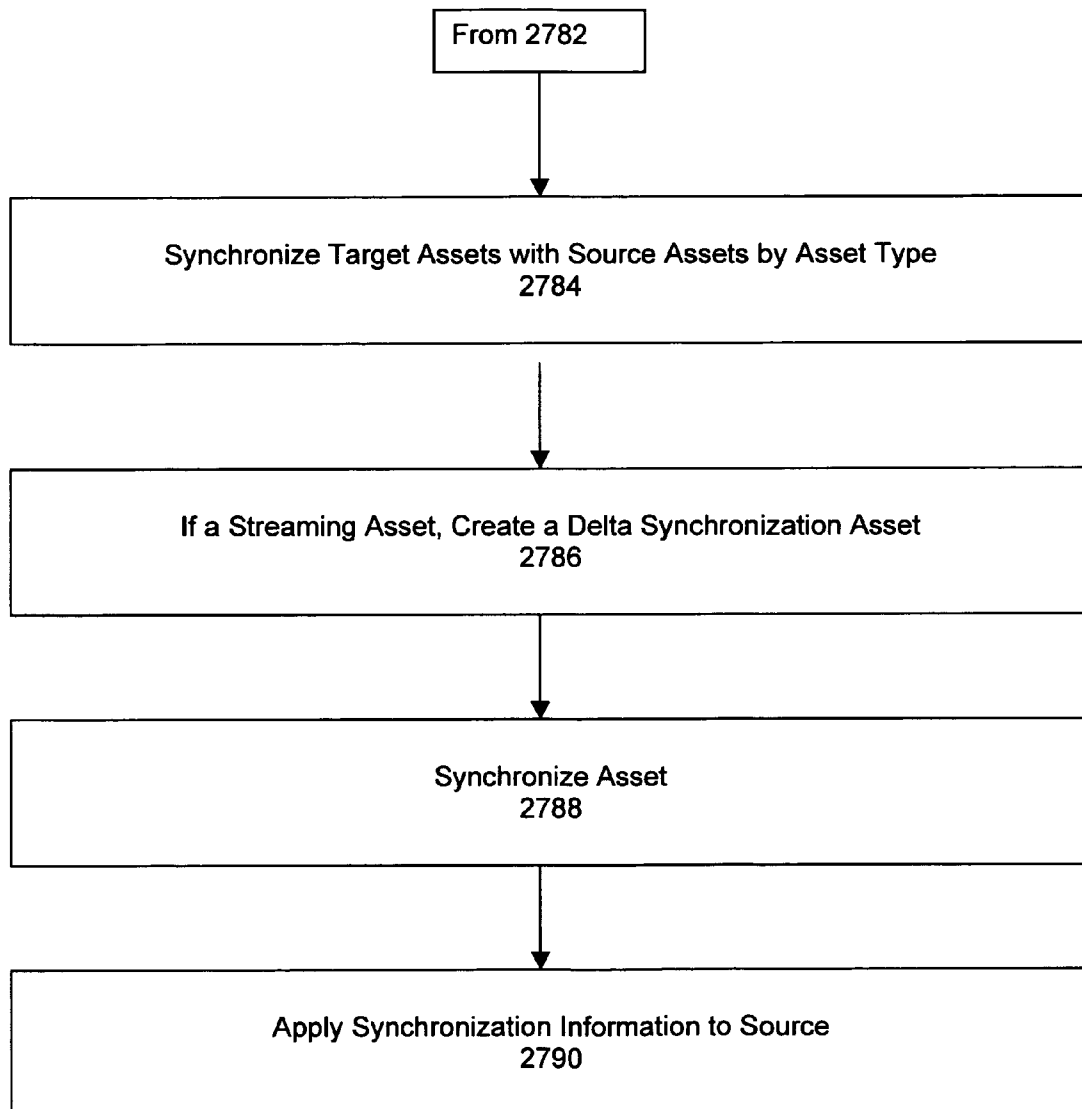 From 2782
Synchronize Target Assets with Source Assets by Asset Type
2784
If a Streaming Asset, Create a Delta Synchronization Asset
2786
Synchronize Asset
2788
Apply Synchronization Information to Source
2790